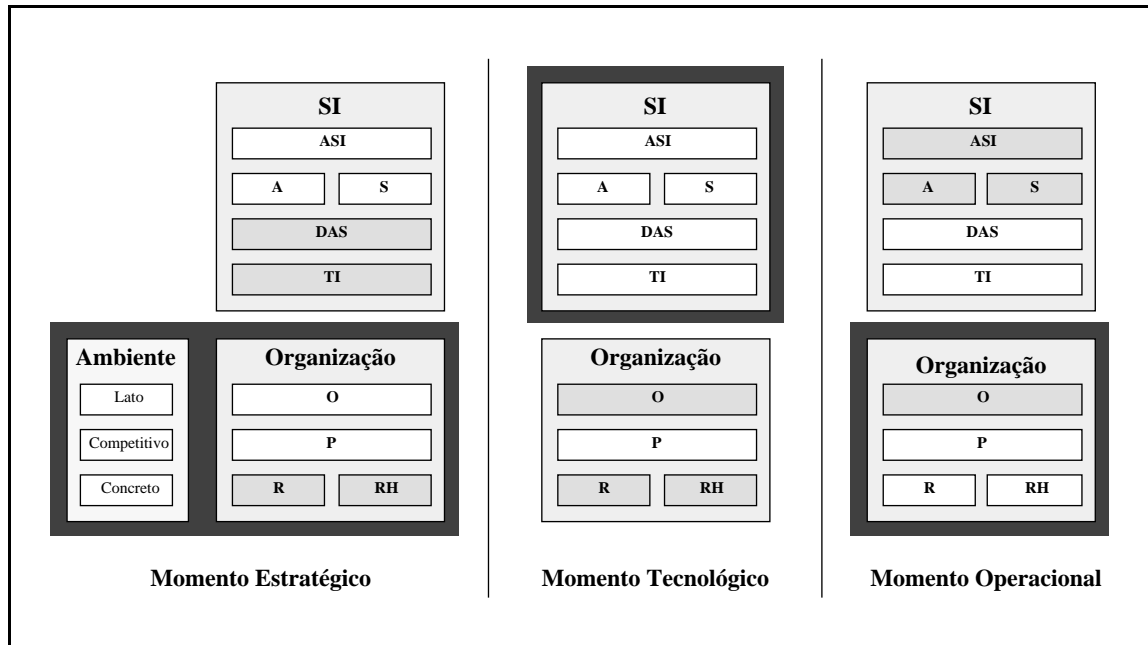 SI
ASI
A S
DAS
TI
Ambiente
Lato
Competitivo
Concreto
Organização
O
P
R RH
Momento Estratégico
SI
ASI
A S
DAS
TI
Organização
O
P
R RH
Momento Tecnológico
SI
ASI
A S
DAS
TI
Organização
O
P
R RH
Momento Operacional